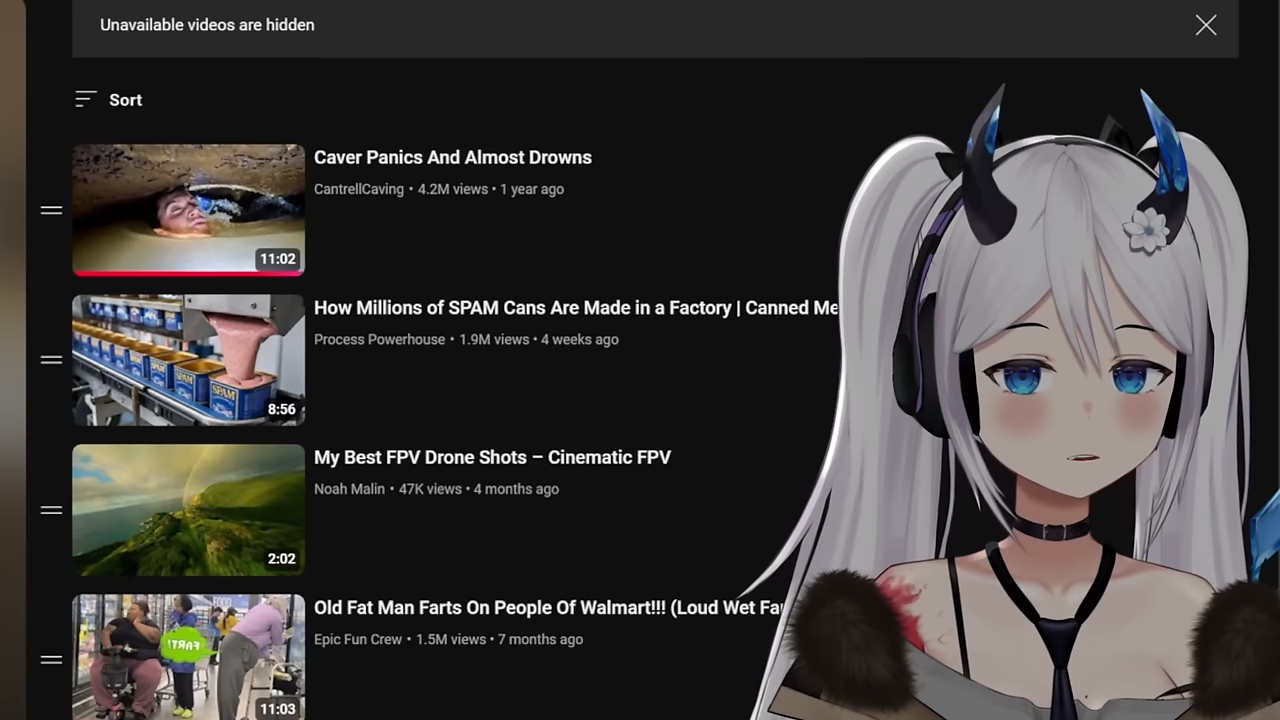 Unavailable videos are hidden
Sort
Caver Panics And Almost Drowns
CantrellCaving • 4.2M views • 1 year ago
11:02
How Millions of SPAM Cans Are Made in a Factory | Canned Me
Process Powerhouse • 1.9M views • 4 weeks ago
SPAM
8:56
My Best FPV Drone Shots – Cinematic FPV
Noah Malin • 47K views • 4 months ago
2:02
Old Fat Man Farts On People Of Walmart!!! (Loud Wet Fa
Epic Fun Crew • 1.5M views • 7 months ago
FOOD
FART!
11:03